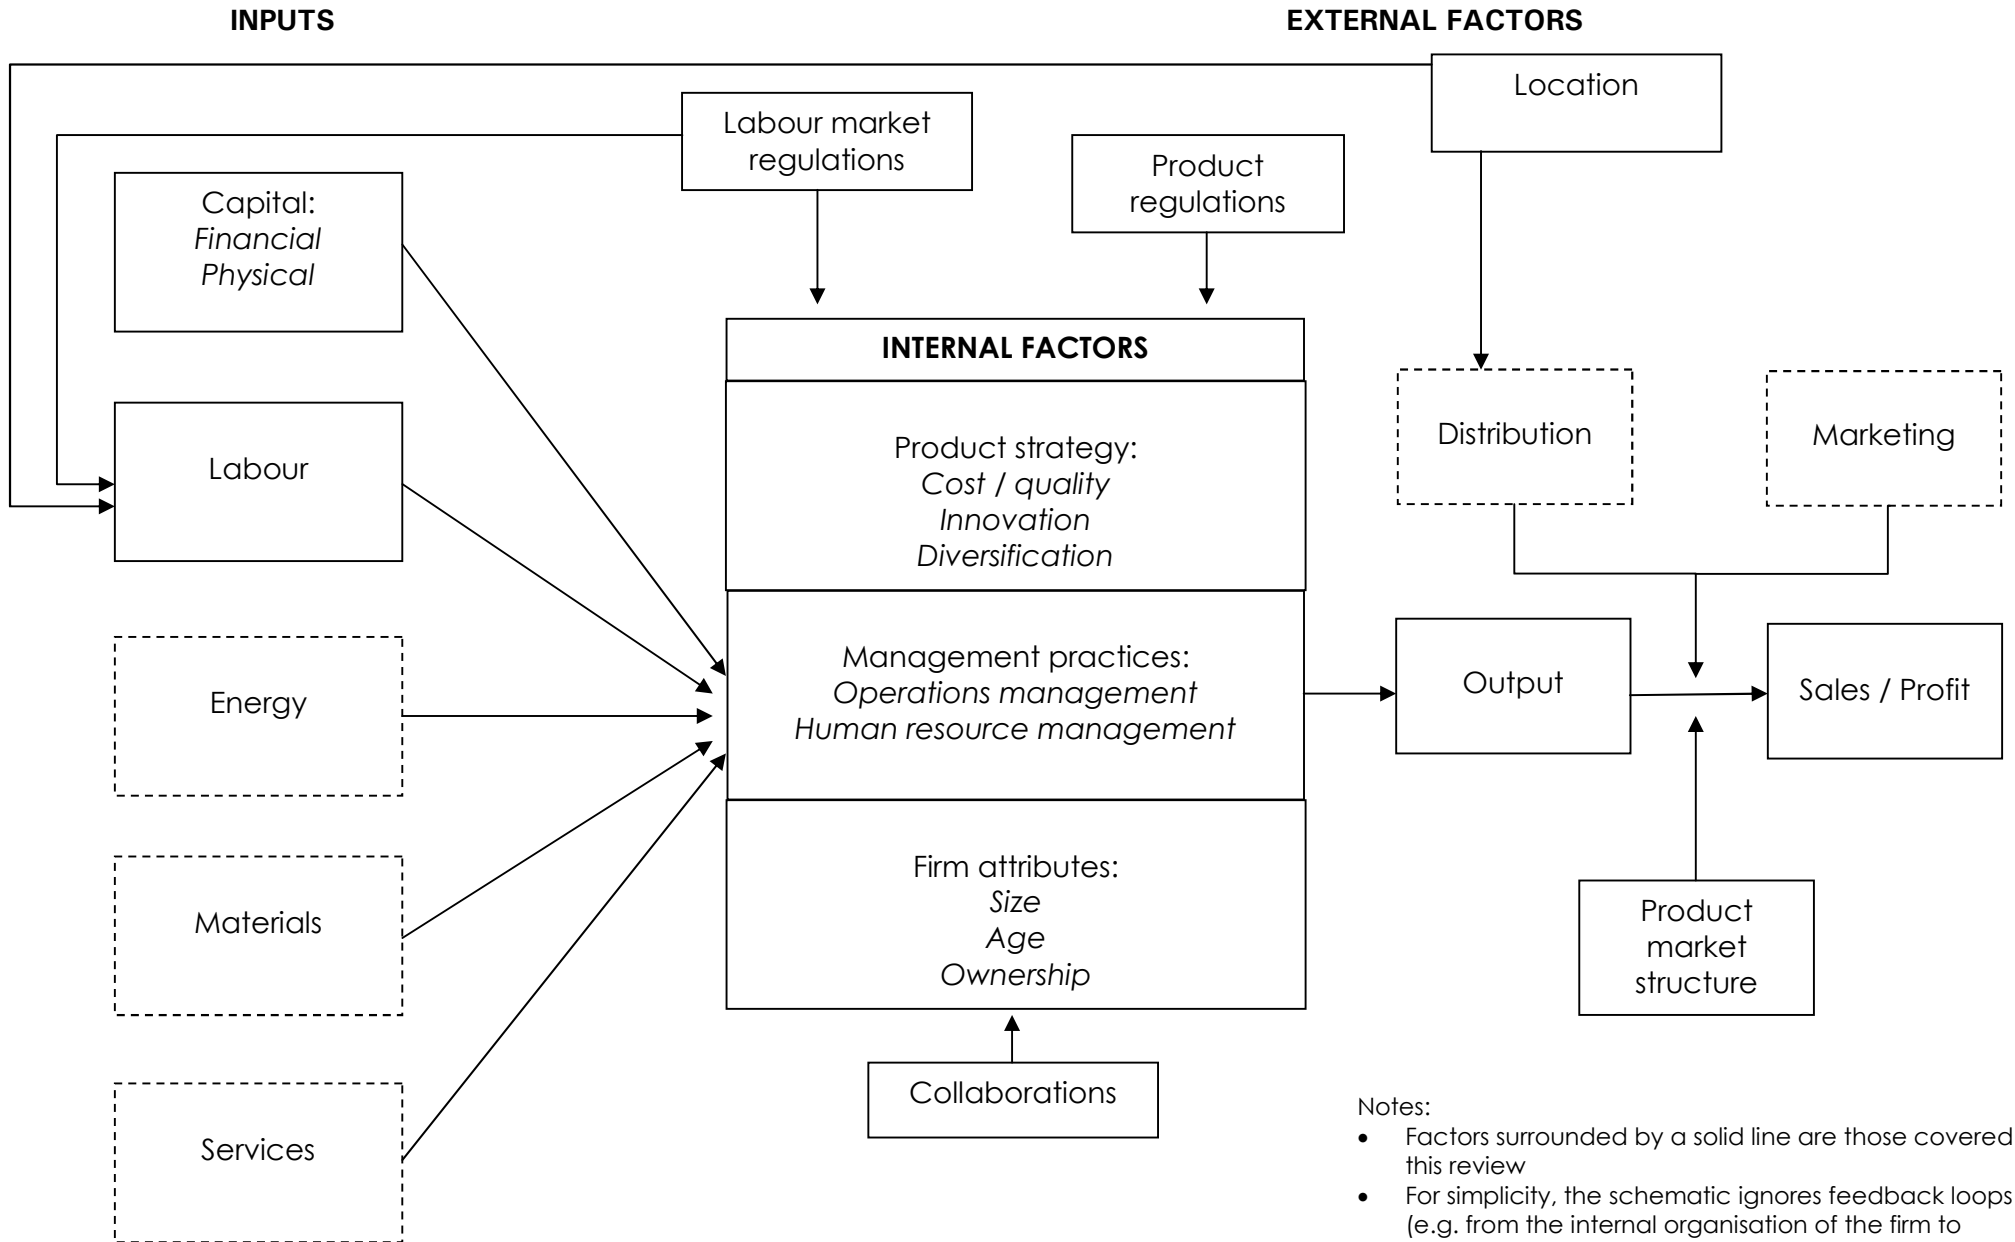 INPUTS
EXTERNAL FACTORS
Location
Labour market
regulations
Product
regulations
Capital:
Financial
Physical
INTERNAL FACTORS
Product strategy:
Cost / quality
Innovation
Diversification
Distribution
Marketing
Labour
Management practices:
Operations management
Human resource management
Output
Sales / Profit
Energy
Firm attributes:
Size
Age
Ownership
Product
market
structure
Materials
Collaborations
Services
Notes:
• Factors surrounded by a solid line are those covered
this review
• For simplicity, the schematic ignores feedback loops
(e.g. from the internal organisation of the firm to